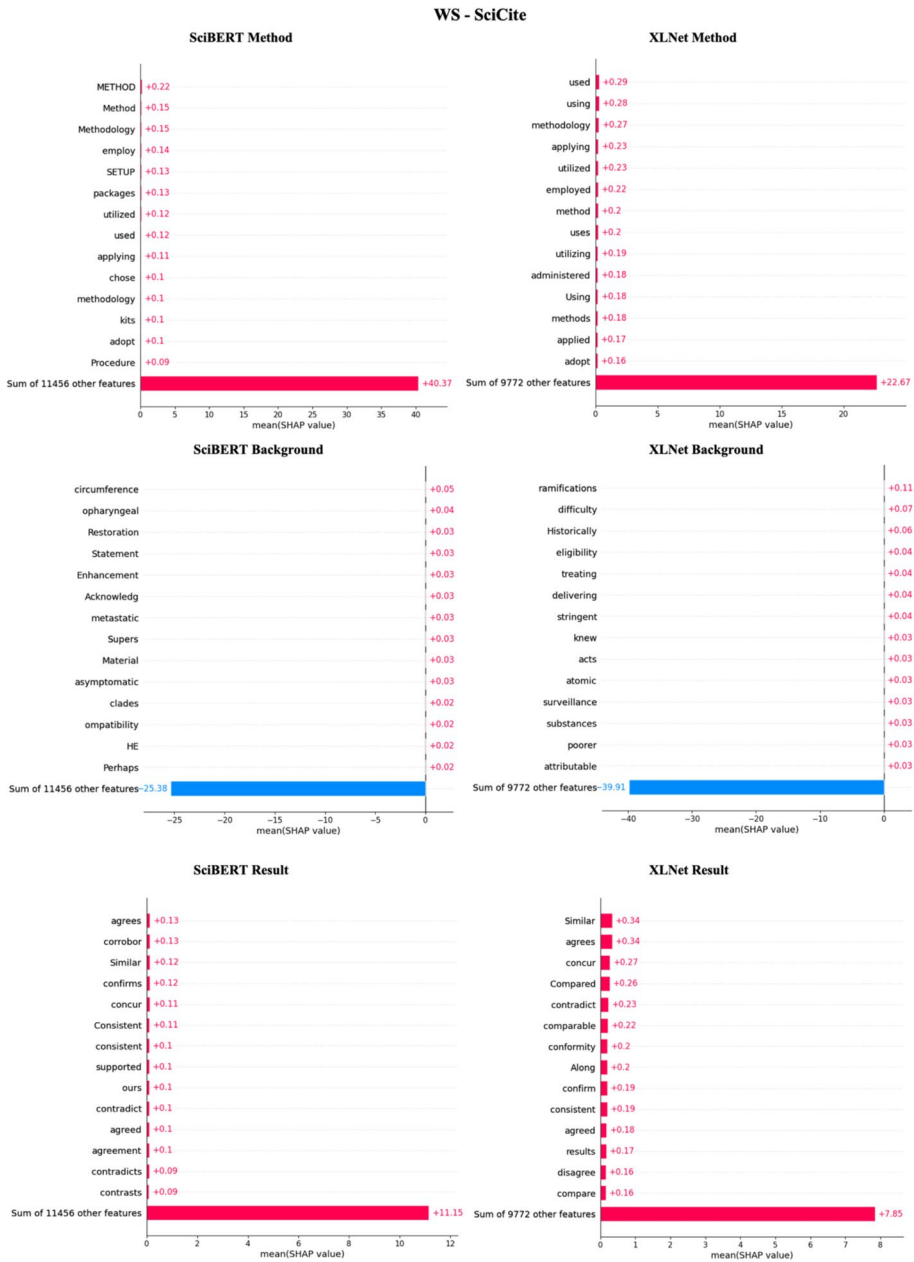 WS - SciCite
SciBERT Method
METHOD +0.22
Method +0.15
Methodology +0.15
employ +0.14
SETUP +0.13
packages +0.13
utilized +0.12
used +0.12
applying +0.11
chose +0.1
methodology +0.1
kits +0.1
adopt +0.1
Procedure +0.09
Sum of 11456 other features +40.37
0 5 10 15 20 25 30 35 40
mean(SHAP value)
XLNet Method
used +0.29
using +0.28
methodology +0.27
applying +0.23
utilized +0.23
employed +0.22
method +0.2
uses +0.2
utilizing +0.19
administered +0.18
Using +0.18
methods +0.18
applied +0.17
adopt +0.16
Sum of 9772 other features +22.67
0 5 10 15 20
mean(SHAP value)
SciBERT Background
circumference +0.05
opharyngeal +0.04
Restoration +0.03
Statement +0.03
Enhancement +0.03
Acknowledg +0.03
metastatic +0.03
Supers +0.03
Material +0.03
asymptomatic +0.03
clades +0.02
ompatibility +0.02
HE +0.02
Perhaps +0.02
Sum of 11456 other features −25.38
−25 −20 −15 −10 −5 0
mean(SHAP value)
XLNet Background
ramifications +0.11
difficulty +0.07
Historically +0.06
eligibility +0.04
treating +0.04
delivering +0.04
stringent +0.04
knew +0.03
acts +0.03
atomic +0.03
surveillance +0.03
substances +0.03
poorer +0.03
attributable +0.03
Sum of 9772 other features −39.91
−40 −30 −20 −10 0
mean(SHAP value)
SciBERT Result
agrees +0.13
corrobor +0.13
Similar +0.12
confirms +0.12
concur +0.11
Consistent +0.11
consistent +0.1
supported +0.1
ours +0.1
contradict +0.1
agreed +0.1
agreement +0.1
contradicts +0.09
contrasts +0.09
Sum of 11456 other features +11.15
0 2 4 6 8 10 12
mean(SHAP value)
XLNet Result
Similar +0.34
agrees +0.34
concur +0.27
Compared +0.26
contradict +0.23
comparable +0.22
conformity +0.2
Along +0.2
confirm +0.19
consistent +0.19
agreed +0.18
results +0.17
disagree +0.16
compare +0.16
Sum of 9772 other features +7.85
0 1 2 3 4 5 6 7 8
mean(SHAP value)